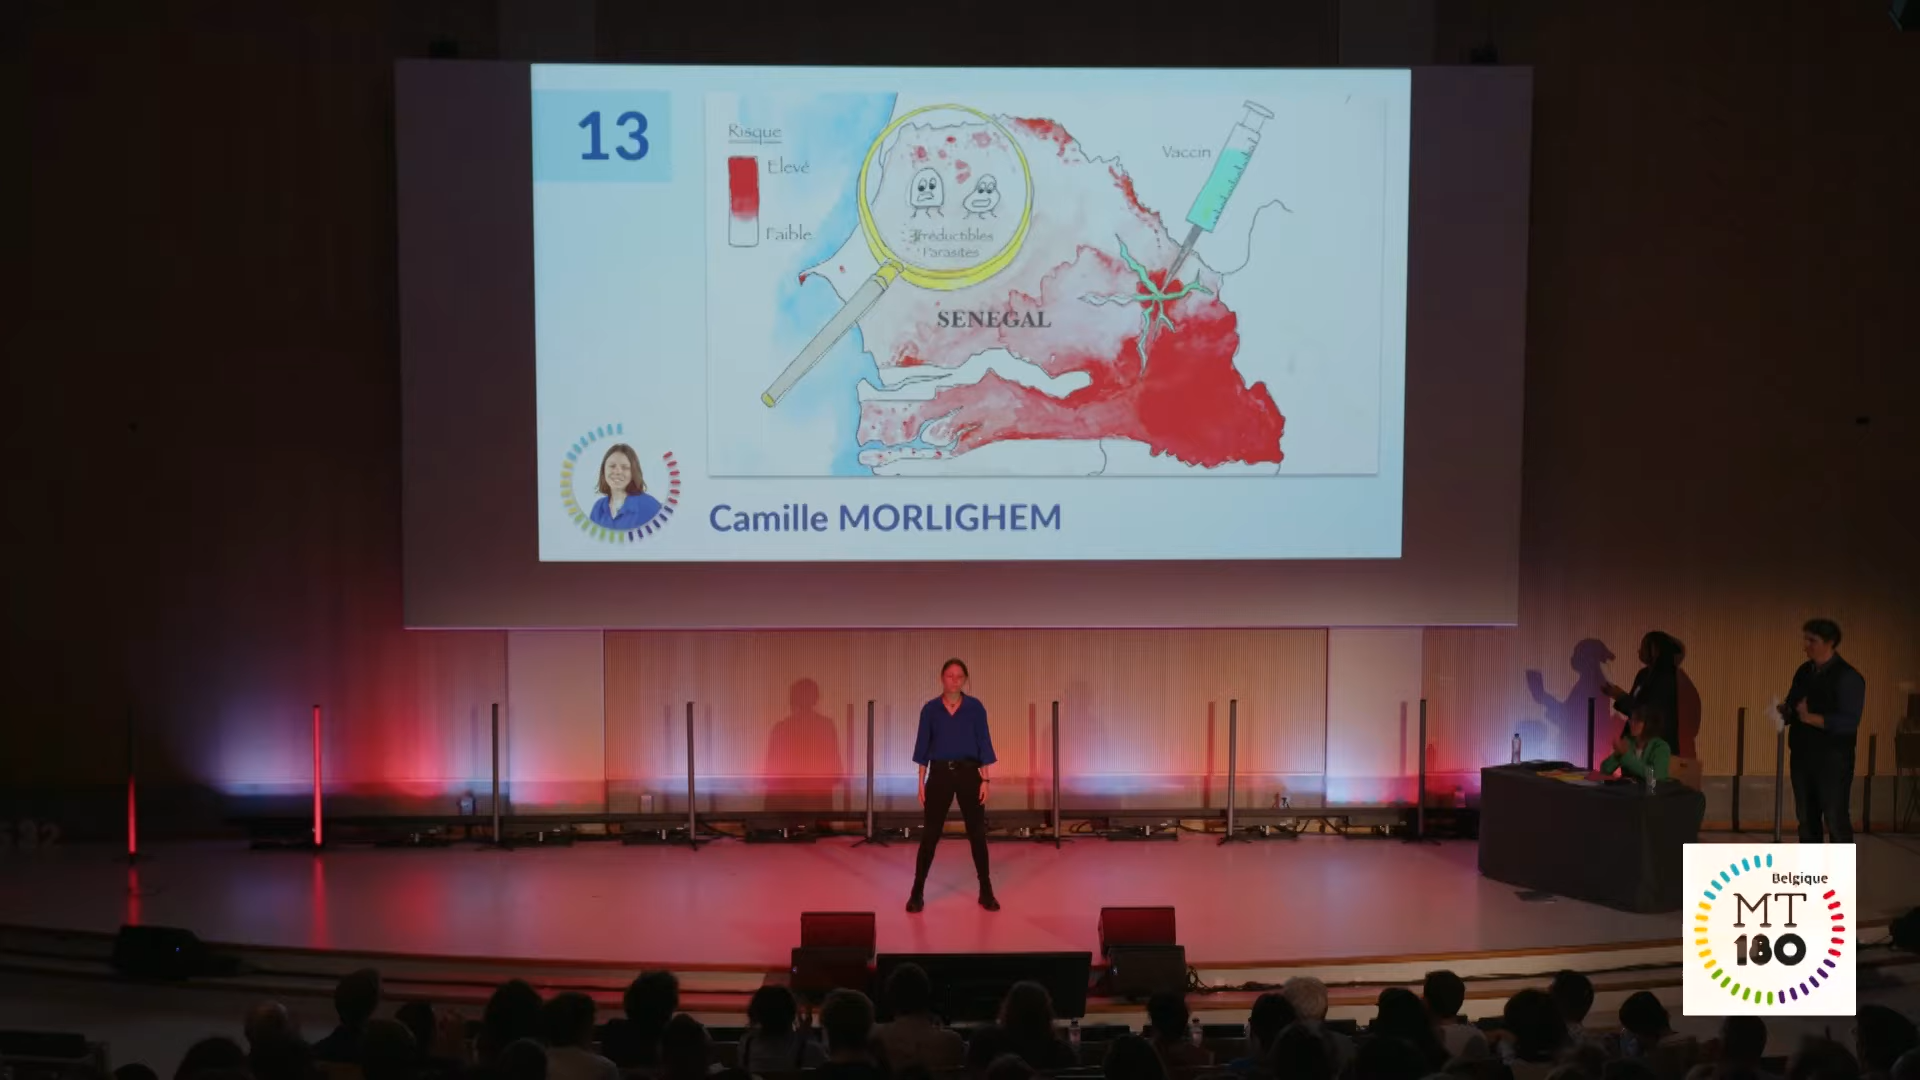 13
Risque
Elevé
Faible
Irréductibles
Parasites
Vaccin
SENEGAL
Camille MORLIGHEM
Belgique
MT
180